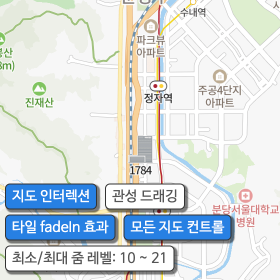 수내역
파크뷰
아파트
진재산
주공4단지
아파트
정자역
1784
분당서울대학교
병원
지도 인터렉션
관성 드래깅
타일 fadeIn 효과
모든 지도 컨트롤
최소/최대 줌 레벨: 10 ~ 21